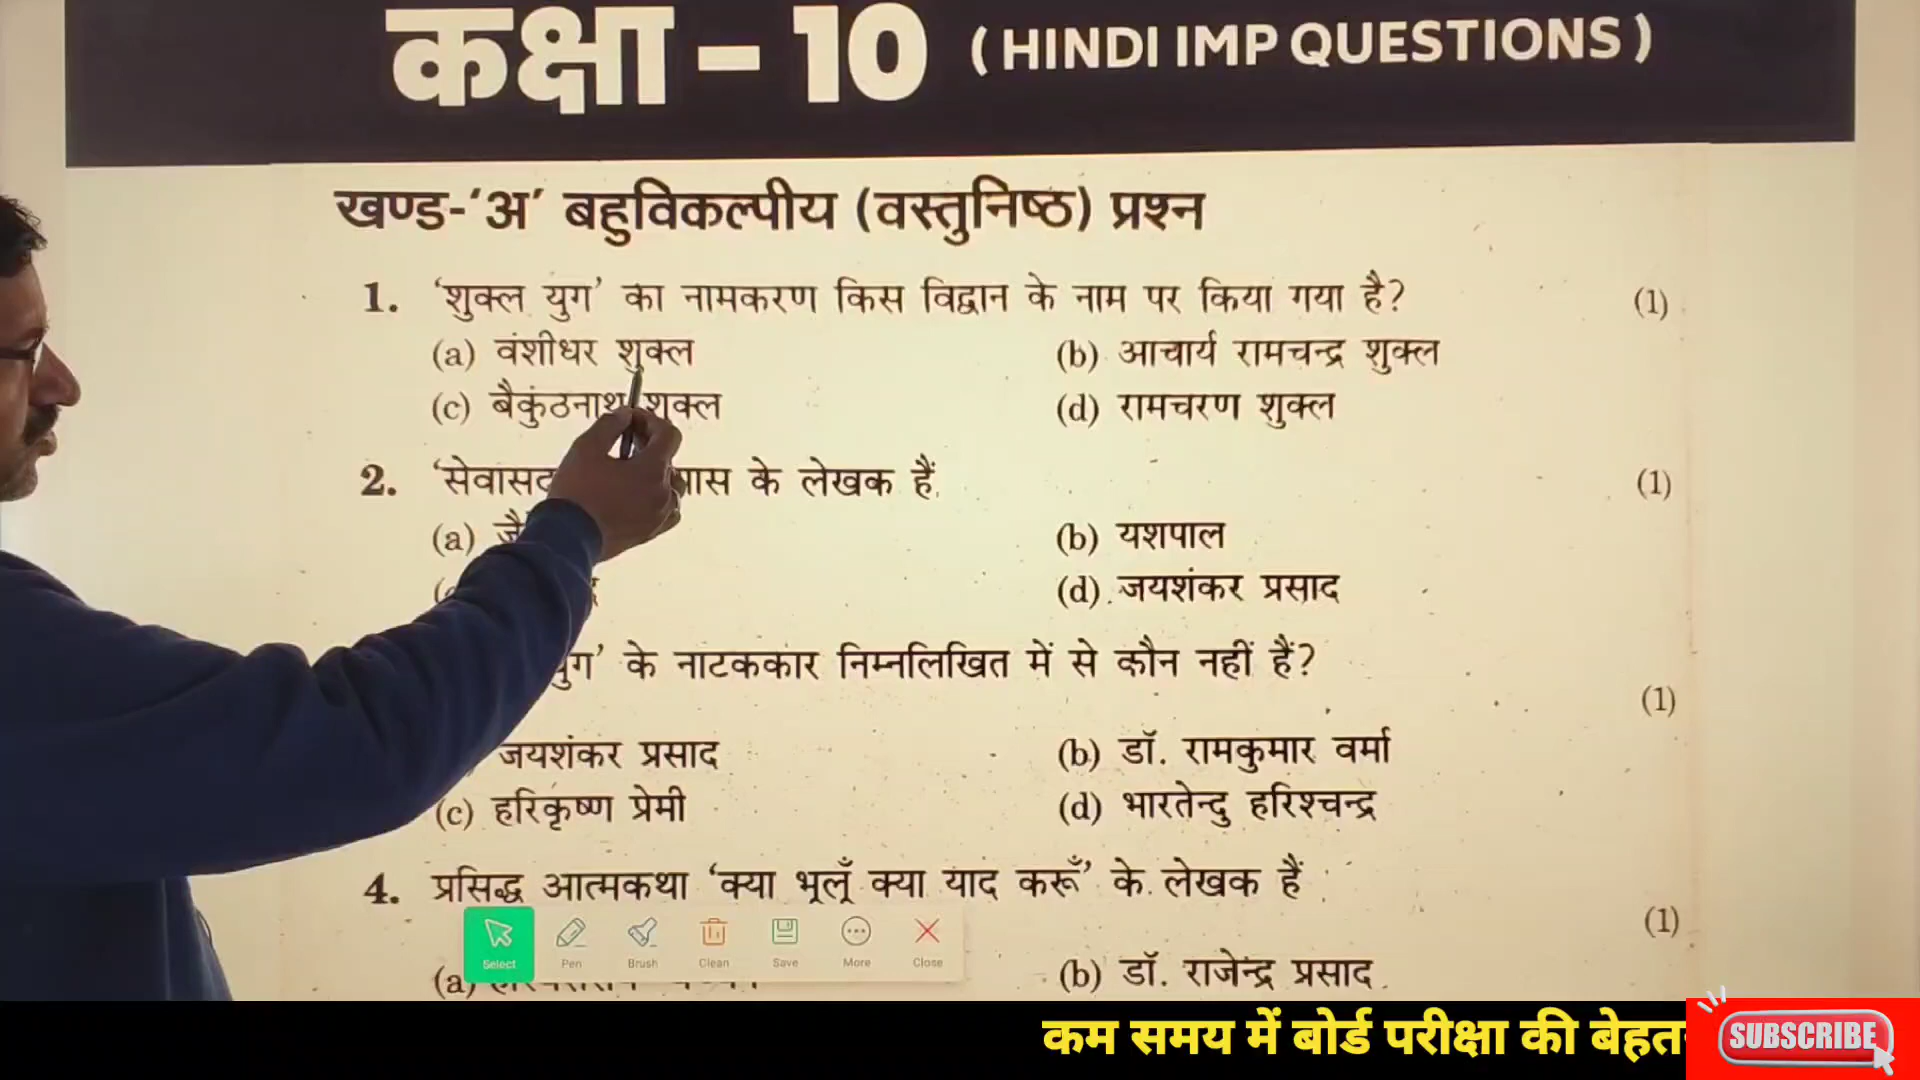 कक्षा - 10 ( HINDI IMP QUESTIONS )
खण्ड-‘अ’ बहुविकल्पीय (वस्तुनिष्ठ) प्रश्न
1. ‘शुक्ल युग’ का नामकरण किस विद्वान के नाम पर किया गया है? (1)
(a) वंशीधर शुक्ल (b) आचार्य रामचन्द्र शुक्ल
(c) बैकुंठनाथ शुक्ल (d) रामचरण शुक्ल
2. के लेखक हैं (1)
(a) (b) यशपाल
(d) जयशंकर प्रसाद
युग’ के नाटककार निम्नलिखित में से कौन नहीं हैं?
(1)
जयशंकर प्रसाद (b) डॉ. रामकुमार वर्मा
(c) हरिकृष्ण प्रेमी (d) भारतेन्दु हरिश्चन्द्र
4. प्रसिद्ध आत्मकथा ‘क्या भूलूँ क्या याद करूँ’ के लेखक हैं
(1)
Select Pen Brush Clean Save More Close
(a) (b) डॉ. राजेन्द्र प्रसाद
कम समय में बोर्ड परीक्षा की
SUBSCRIBE